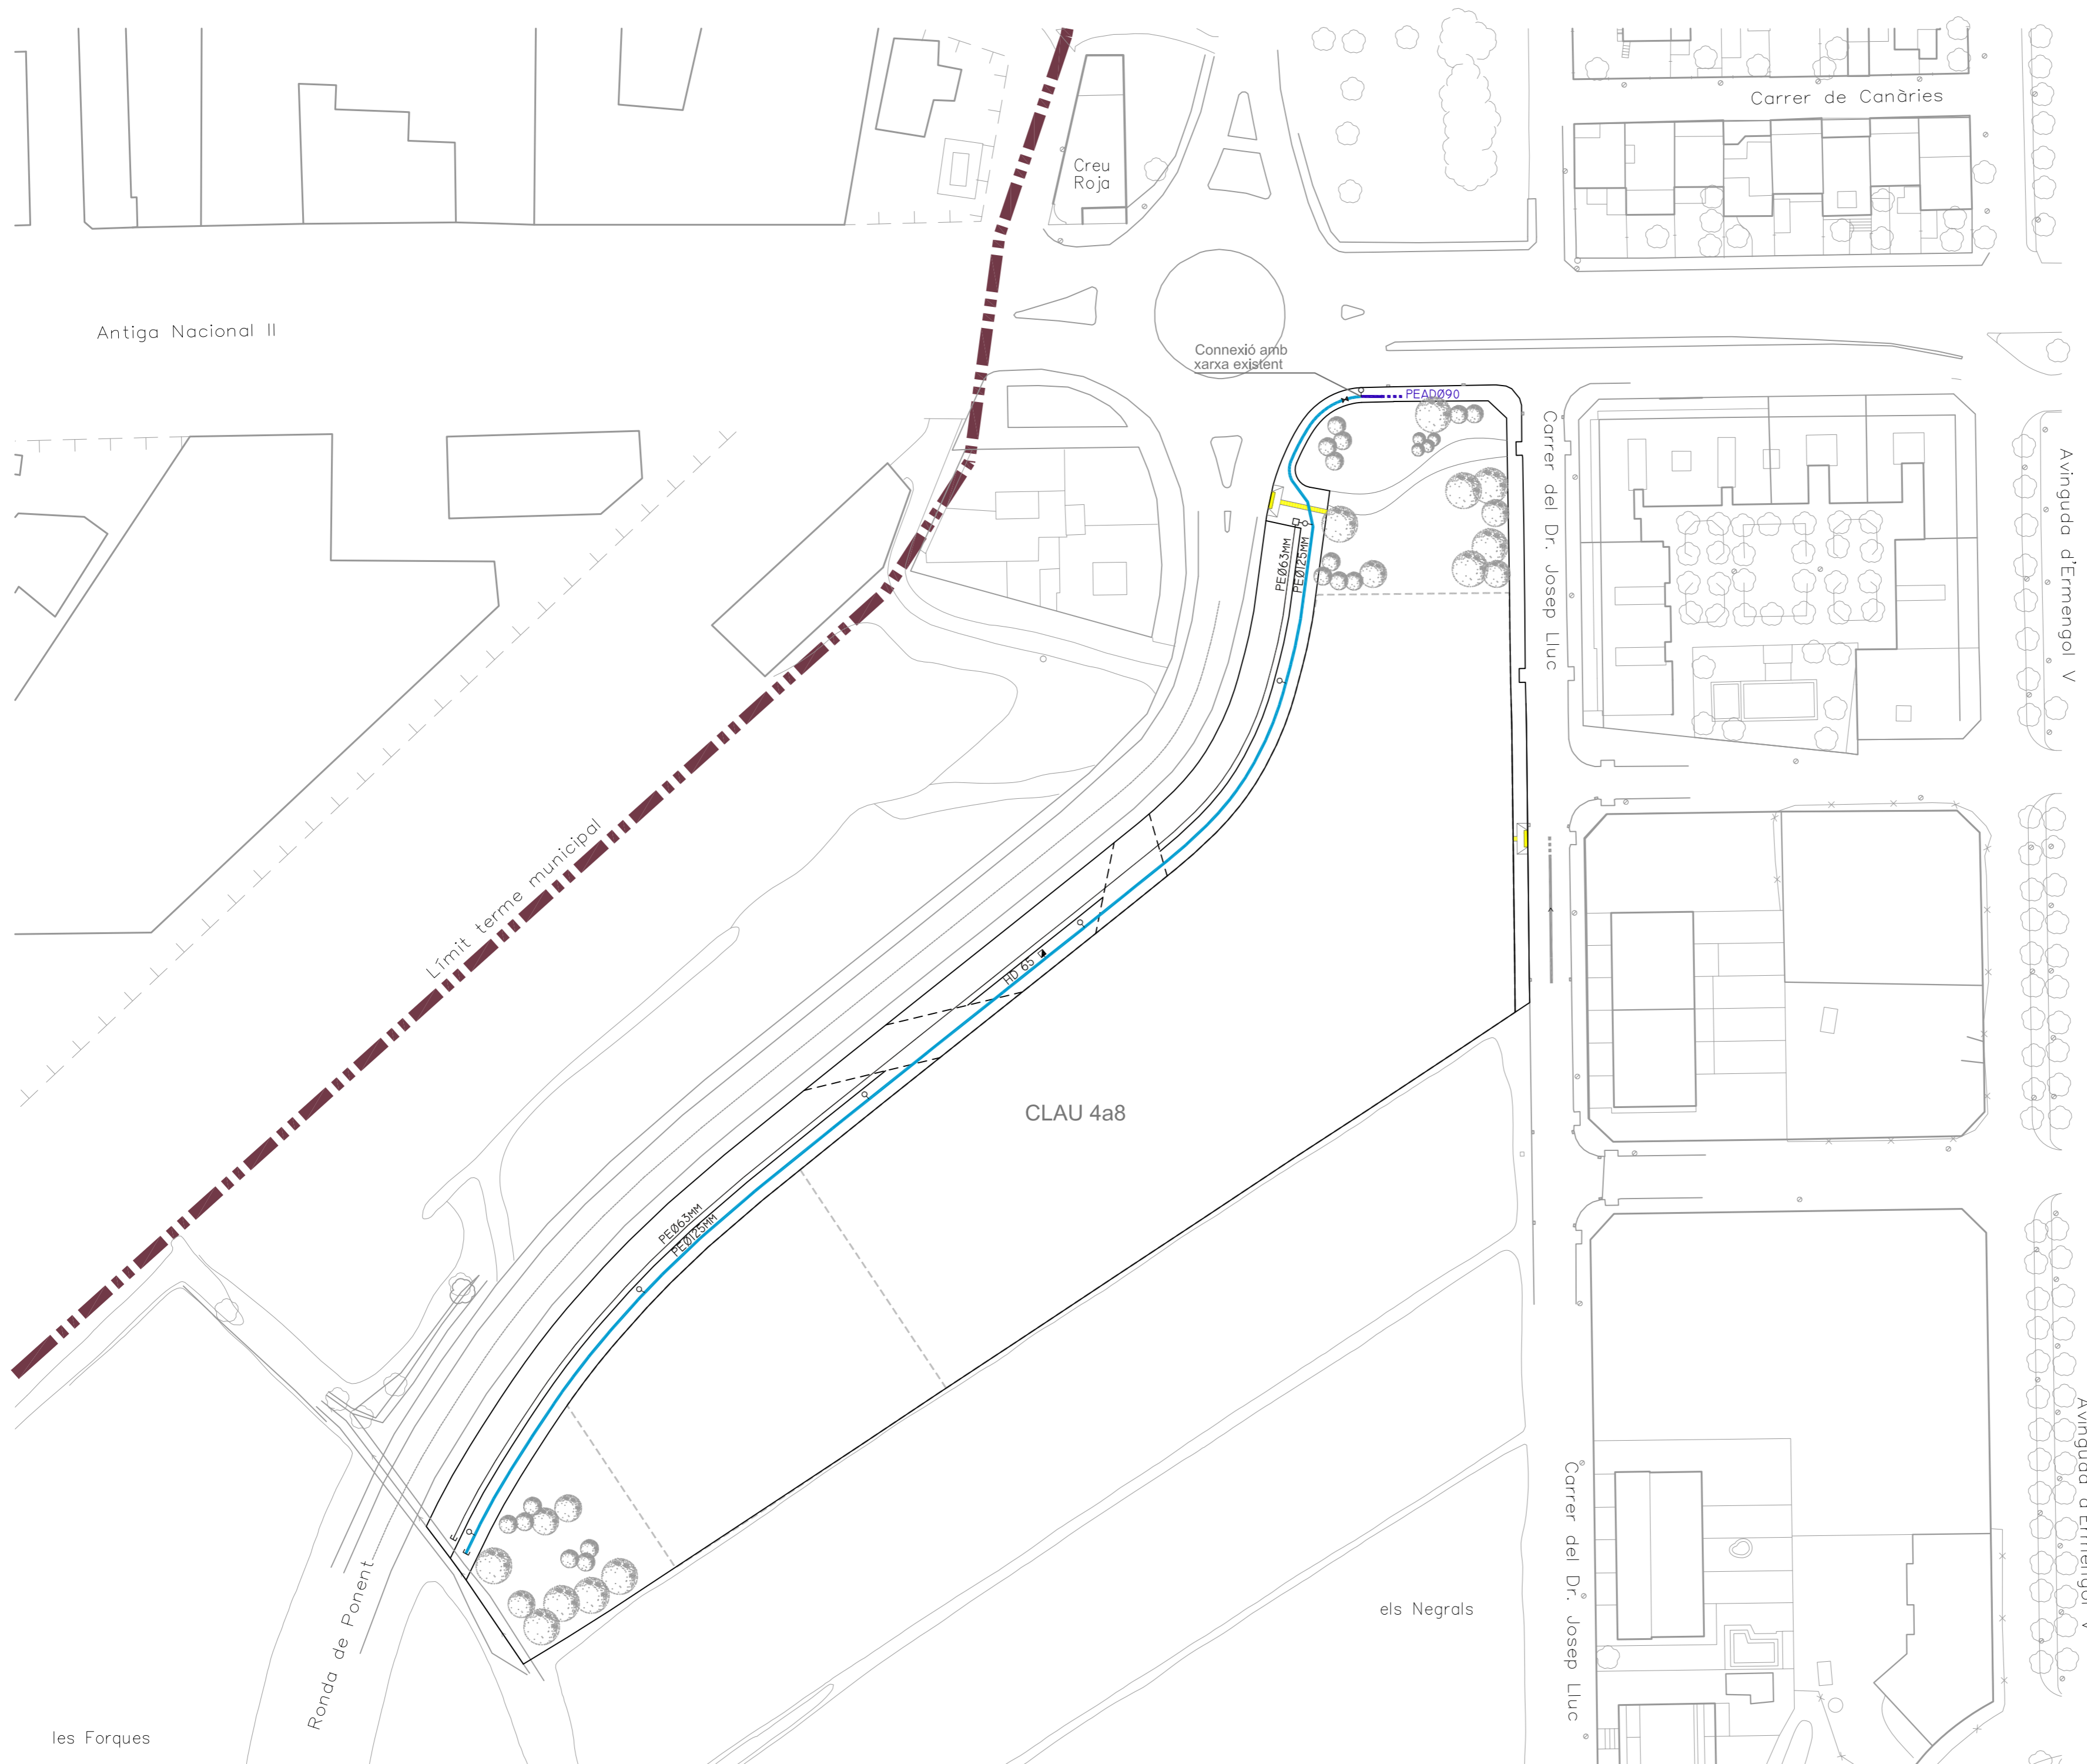 Carrer de Canàries
Creu
Roja
Antiga Nacional II
Connexió amb
xarxa existent
PEADØ90
Carrer del Dr. Josep Lluc
Avinguda d'Ermengol V
PEØ63MM
PEØ125MM
Límit terme municipal
HD 65
CLAU 4a8
PEØ63MM
PEØ125MM
Avinguda d'Ermengol V
Carrer del Dr. Josep Lluc
Ronda de Ponent
els Negrals
les Forques